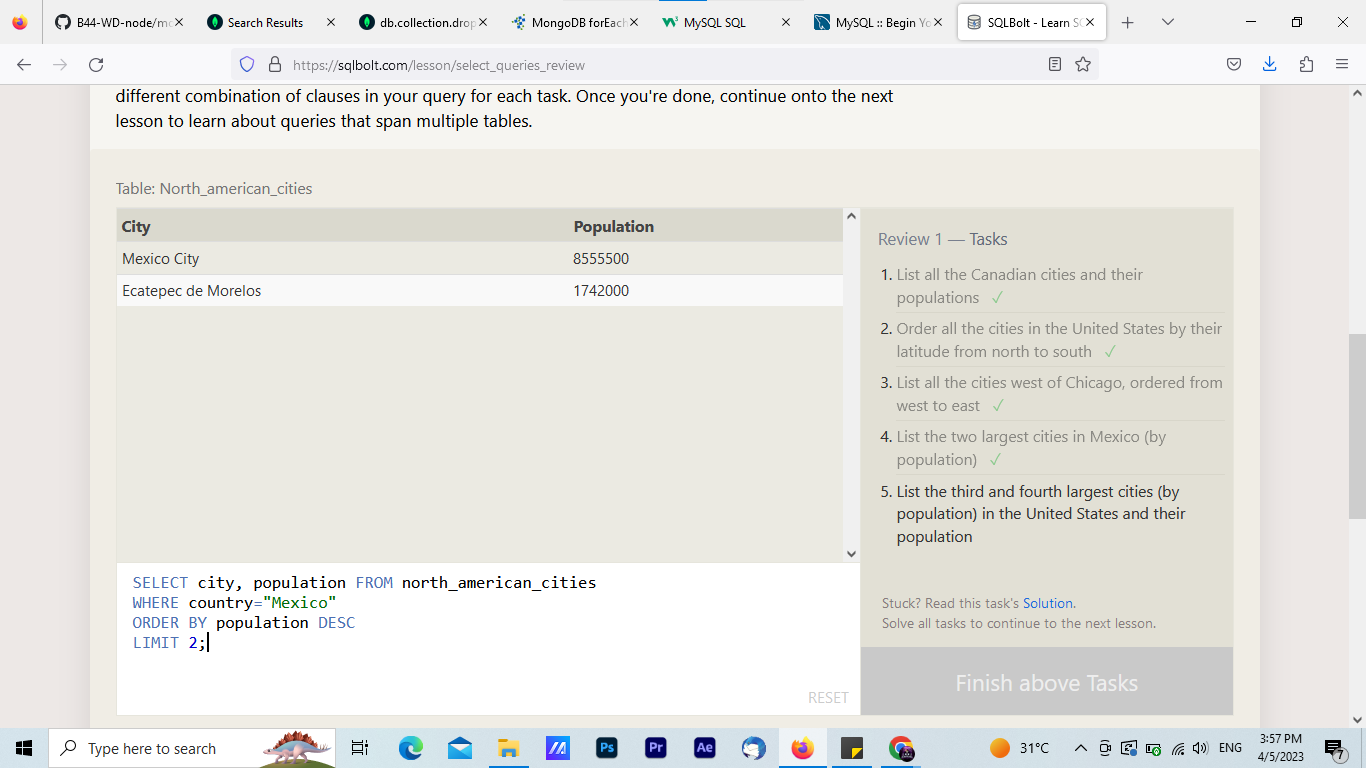 B44-WD-node/mc
Search Results
db.collection.drop
MongoDB forEach
MySQL SQL
MySQL :: Begin Yo
SQLBolt - Learn SQ
https://sqlbolt.com/lesson/select_queries_review
different combination of clauses in your query for each task. Once you're done, continue onto the next
lesson to learn about queries that span multiple tables.
Table: North_american_cities
City Population
Mexico City 8555500
Ecatepec de Morelos 1742000
Review 1 — Tasks
1. List all the Canadian cities and their
populations ✓
2. Order all the cities in the United States by their
latitude from north to south ✓
3. List all the cities west of Chicago, ordered from
west to east ✓
4. List the two largest cities in Mexico (by
population) ✓
5. List the third and fourth largest cities (by
population) in the United States and their
population
Stuck? Read this task's Solution.
Solve all tasks to continue to the next lesson.
Finish above Tasks
SELECT city, population FROM north_american_cities
WHERE country="Mexico"
ORDER BY population DESC
LIMIT 2;
RESET
Type here to search
Ps
Pr
Ae
31°C
ENG
3:57 PM
4/5/2023
7